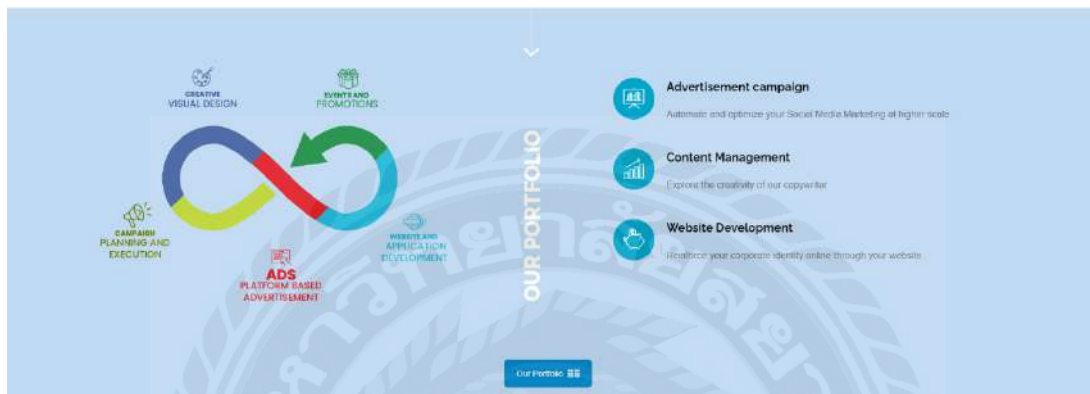 CREATIVE
VISUAL DESIGN
EVENTS AND
PROMOTIONS
CAMPAIGN
PLANNING AND
EXECUTION
ADS
PLATFORM BASED
ADVERTISEMENT
WEBSITE AND
APPLICATION
DEVELOPMENT
OUR PORTFOLIO
Advertisement campaign
Automate and optimize your Social Media Marketing at higher scale
Content Management
Explore the creativity of our copywriter
Website Development
Reinforce your corporate identity online through your website
Our Portfolio